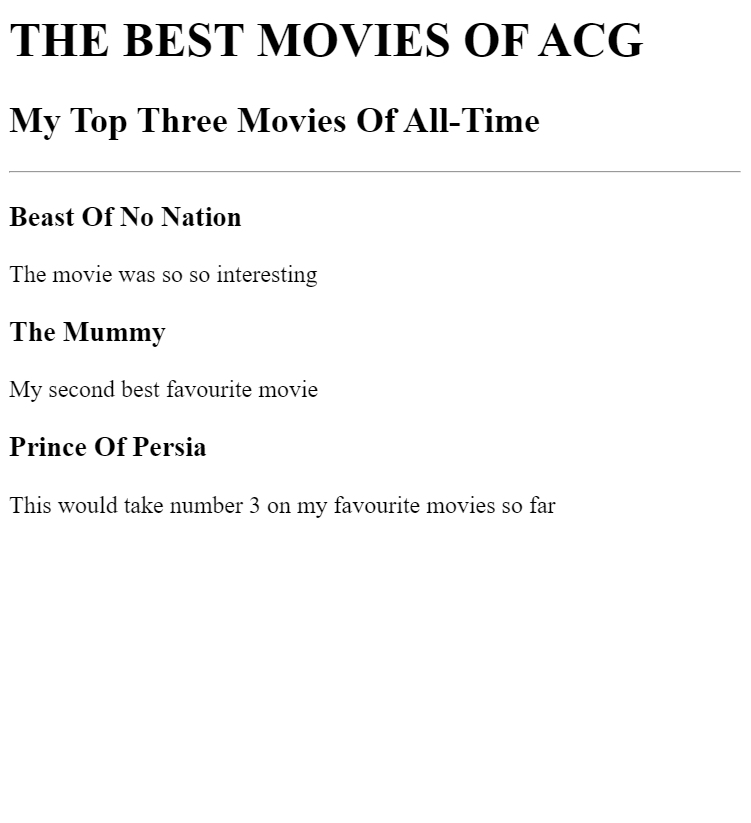 THE BEST MOVIES OF ACG
My Top Three Movies Of All-Time
Beast Of No Nation
The movie was so so interesting
The Mummy
My second best favourite movie
Prince Of Persia
This would take number 3 on my favourite movies so far